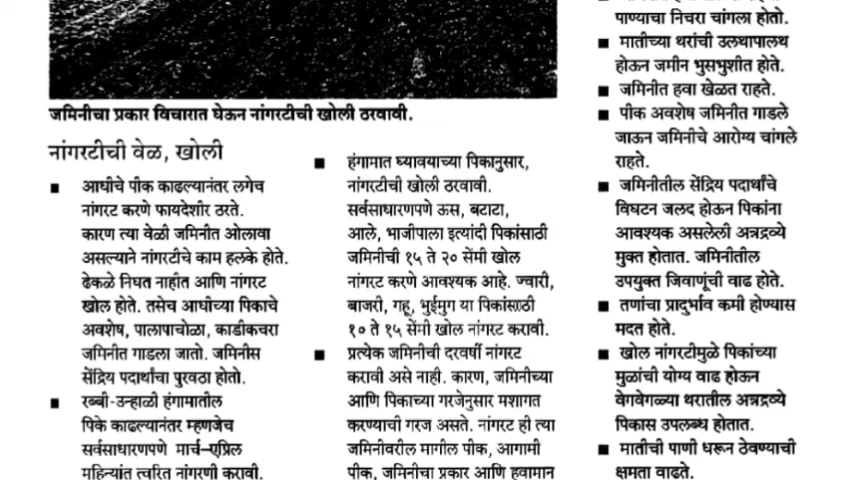 जमिनीचा प्रकार विचारात घेऊन नांगरटीची खोली ठरवावी.
नांगरटीची वेळ, खोली
■ आधीचे पीक काढल्यानंतर लगेच
नांगरट करणे फायदेशीर ठरते.
कारण त्या वेळी जमिनीत ओलावा
असल्याने नांगरटीचे काम हलके होते.
ढेकळे निघत नाहीत आणि नांगरट
खोल होते. तसेच आधीच्या पिकाचे
अवशेष, पालापाचोळा, काडीकचरा
जमिनीत गाडला जातो. जमिनीस
सेंद्रिय पदार्थांचा पुरवठा होतो.
■ रब्बी-उन्हाळी हंगामातील
पिके काढल्यानंतर म्हणजेच
सर्वसाधारणपणे मार्च-एप्रिल
महिन्यांत त्वरित नांगरणी करावी.
■ हंगामात घ्यावयाच्या पिकानुसार,
नांगरटीची खोली ठरवावी.
सर्वसाधारणपणे ऊस, बटाटा,
आले, भाजीपाला इत्यांदी पिकांसाठी
जमिनीची १५ ते २० सेंमी खोल
नांगरट करणे आवश्यक आहे. ज्वारी,
बाजरी, गहू, भुईमुग या पिकांसाठी
१० ते १५ सेंमी खोल नांगरट करावी.
■ प्रत्येक जमिनीची दरवर्षी नांगरट
करावी असे नाही. कारण, जमिनीच्या
आणि पिकाच्या गरजेनुसार मशागत
करण्याची गरज असते. नांगरट ही त्या
जमिनीवरील मागील पीक, आगामी
पीक, जमिनीचा प्रकार आणि हवामान
पाण्याचा निचरा चांगला होतो.
■ मातीच्या थरांची उलथापालथ
होऊन जमीन भुसभुशीत होते.
■ जमिनीत हवा खेळत राहते.
■ पीक अवशेष जमिनीत गाडले
जाऊन जमिनीचे आरोग्य चांगले
राहते.
■ जमिनीतील सेंद्रिय पदार्थांचे
विघटन जलद होऊन पिकांना
आवश्यक असलेली अन्नद्रव्ये
मुक्त होतात. जमिनीतील
उपयुक्त जिवाणूंची वाढ होते.
■ तणांचा प्रादुर्भाव कमी होण्यास
मदत होते.
■ खोल नांगरटीमुळे पिकांच्या
मुळांची योग्य वाढ होऊन
वेगवेगळ्या थरातील अन्नद्रव्ये
पिकास उपलब्ध होतात.
■ मातीची पाणी धरून ठेवण्याची
क्षमता वाढते.